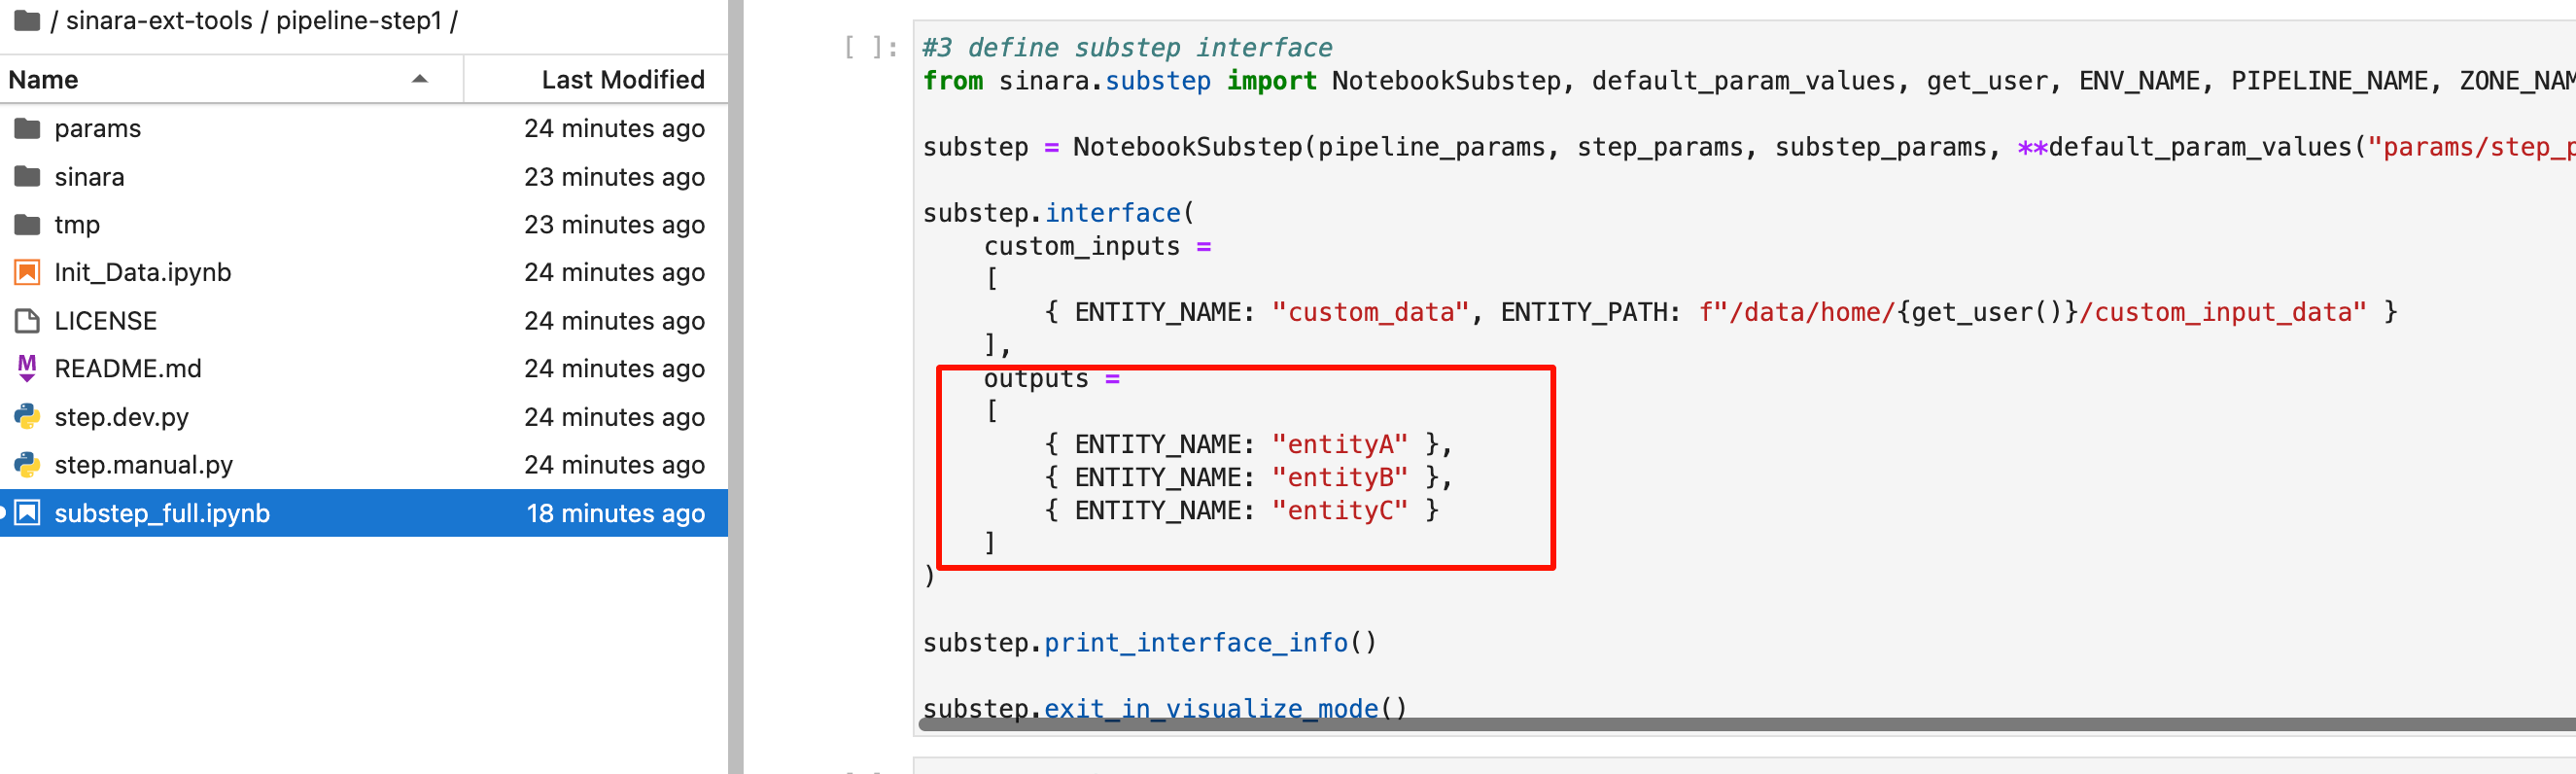 / sinara-ext-tools / pipeline-step1 /
Name Last Modified
params 24 minutes ago
sinara 23 minutes ago
tmp 23 minutes ago
Init_Data.ipynb 24 minutes ago
LICENSE 24 minutes ago
README.md 24 minutes ago
step.dev.py 24 minutes ago
step.manual.py 24 minutes ago
substep_full.ipynb 18 minutes ago
[ ]:
#3 define substep interface
from sinara.substep import NotebookSubstep, default_param_values, get_user, ENV_NAME, PIPELINE_NAME, ZONE_NAM
substep = NotebookSubstep(pipeline_params, step_params, substep_params, **default_param_values("params/step_p
substep.interface(
custom_inputs =
[
{ ENTITY_NAME: "custom_data", ENTITY_PATH: f"/data/home/{get_user()}/custom_input_data" }
],
outputs =
[
{ ENTITY_NAME: "entityA" },
{ ENTITY_NAME: "entityB" },
{ ENTITY_NAME: "entityC" }
]
)
substep.print_interface_info()
substep.exit_in_visualize_mode()